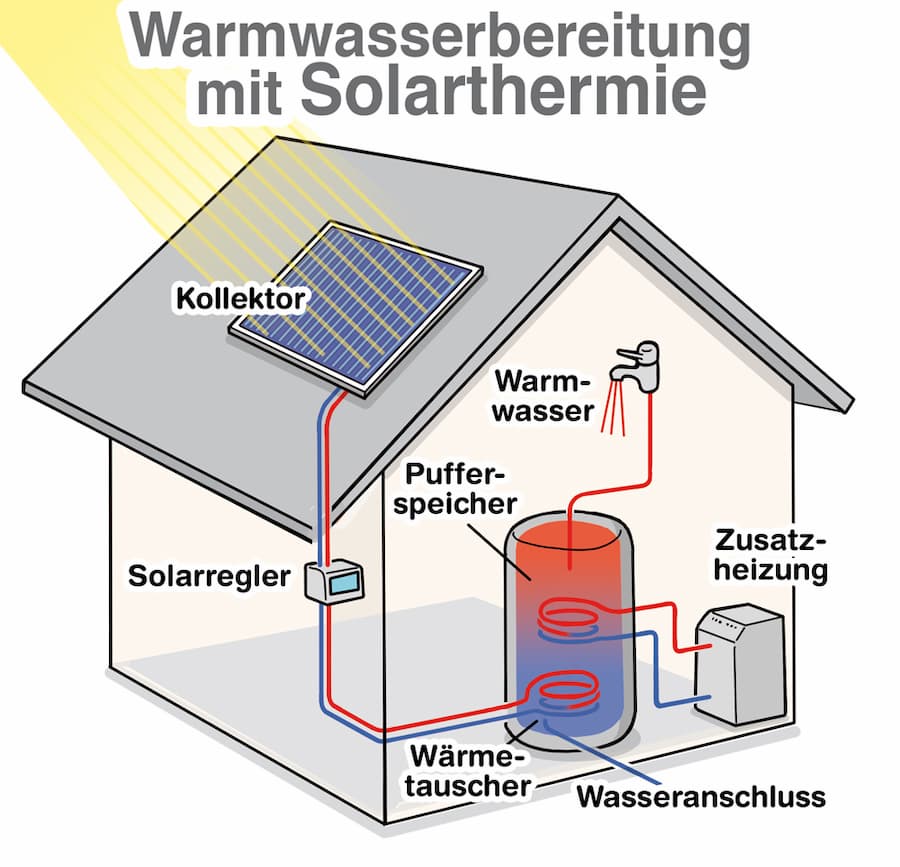 Warmwasserbereitung
mit Solarthermie
Kollektor
Warm-
wasser
Puffer-
speicher
Zusatz-
heizung
Solarregler
Wärme-
tauscher
Wasseranschluss